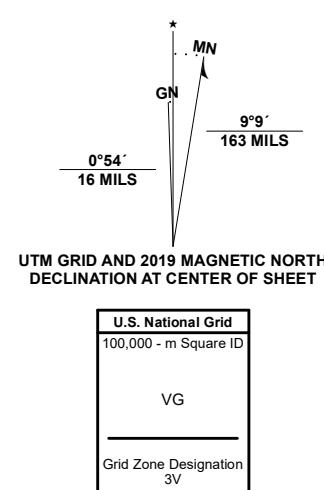 MN
GN
9°9´
163 MILS
0°54´
16 MILS
UTM GRID AND 2019 MAGNETIC NORTH
DECLINATION AT CENTER OF SHEET
U.S. National Grid
100,000 - m Square ID
VG
Grid Zone Designation
3V